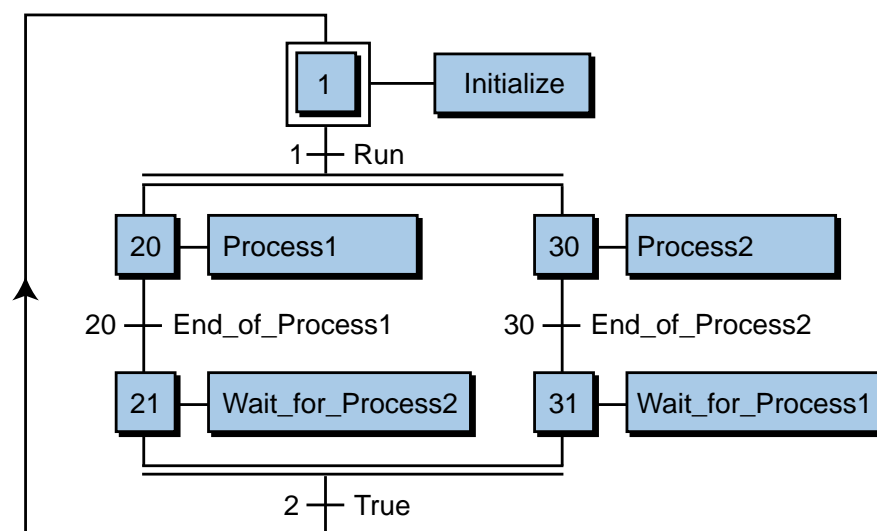 1 Initialize
1 Run
20 Process1 30 Process2
20 End_of_Process1 30 End_of_Process2
21 Wait_for_Process2 31 Wait_for_Process1
2 True